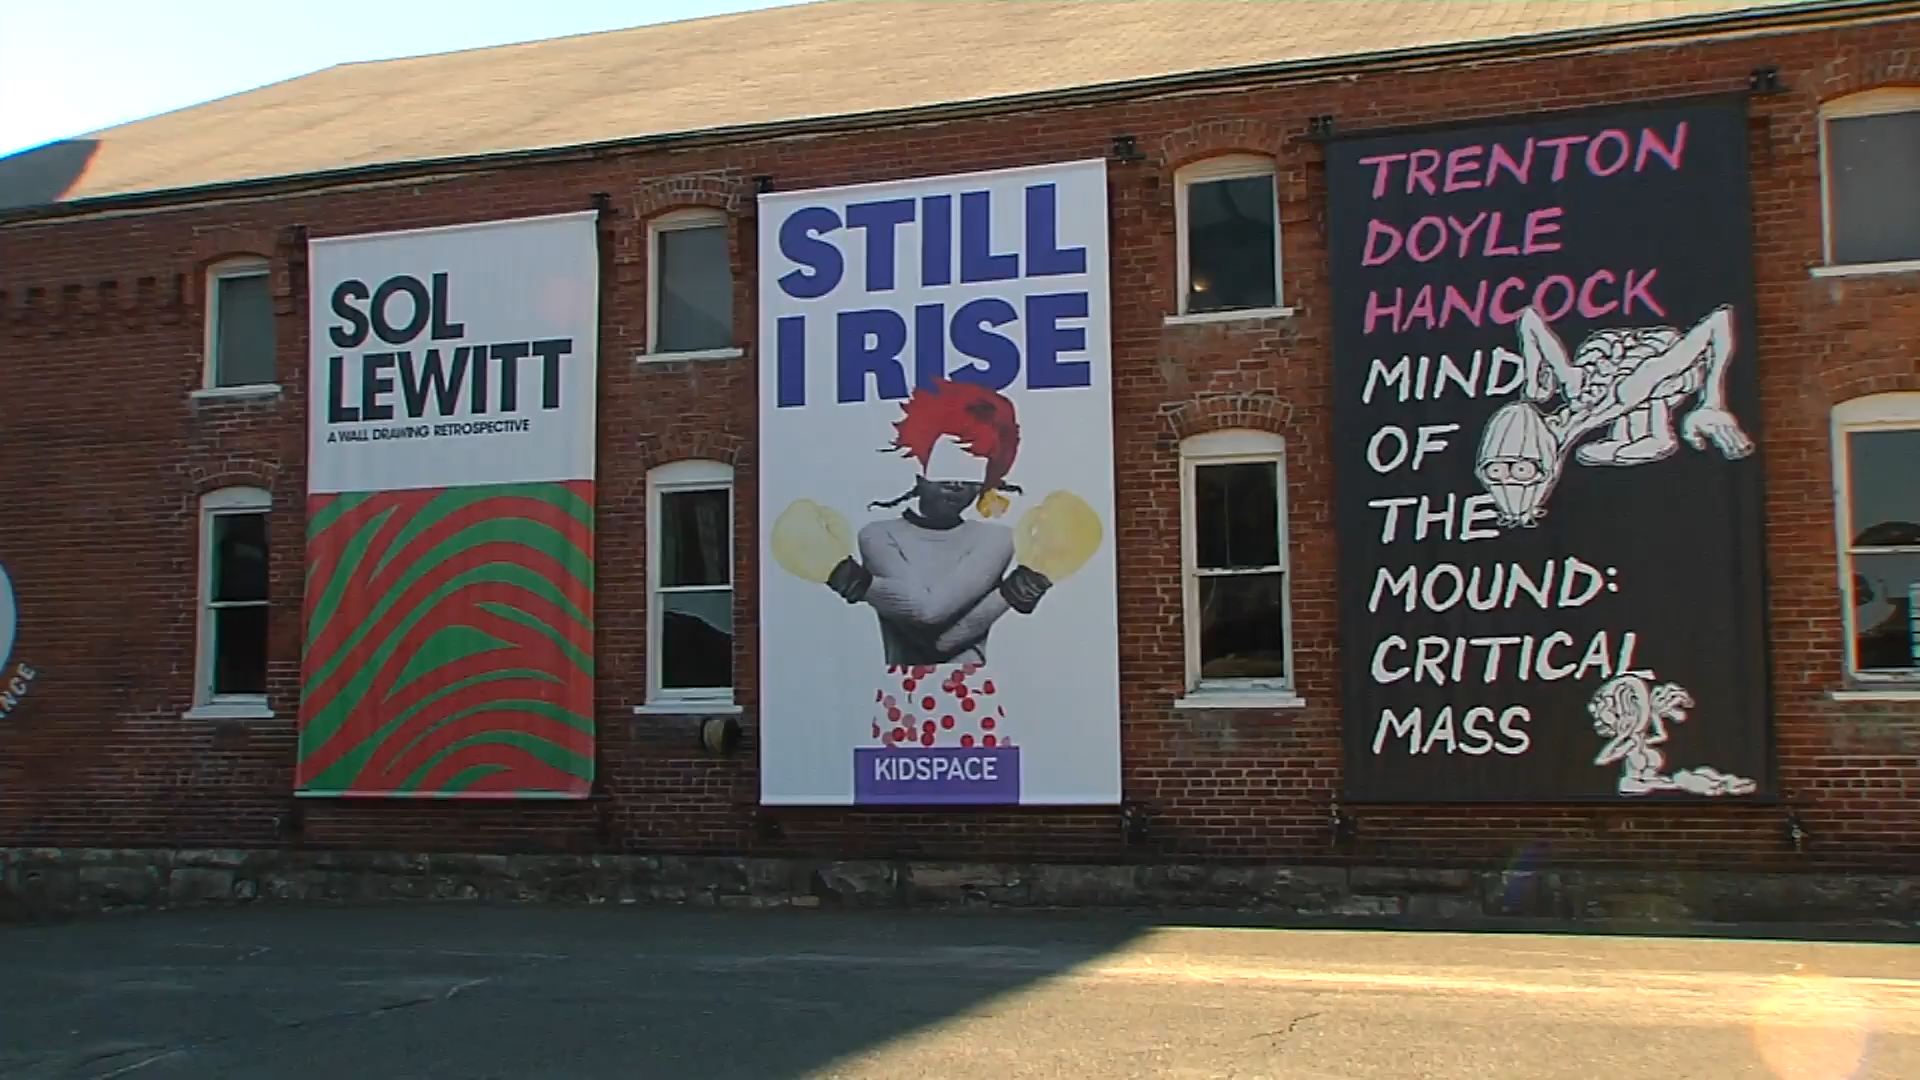 SOL
LEWITT
A WALL DRAWING RETROSPECTIVE
STILL
I RISE
KIDSPACE
TRENTON
DOYLE
HANCOCK
MIND
OF
THE
MOUND:
CRITICAL
MASS